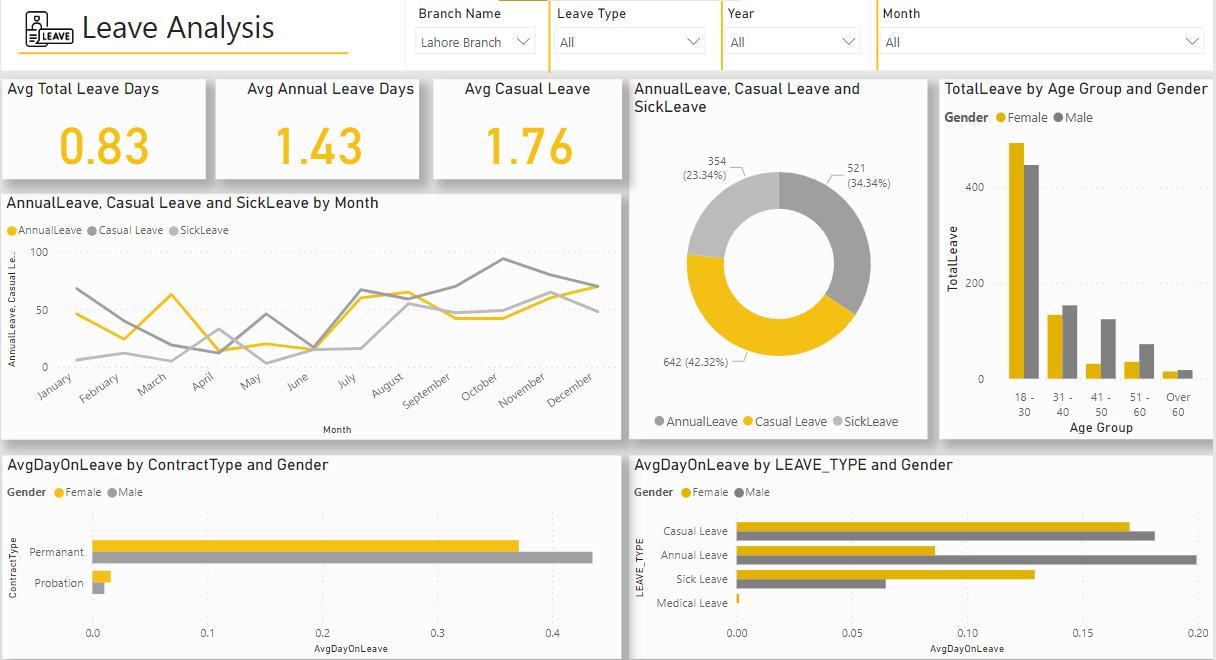 LEAVE
Leave Analysis
Branch Name
Lahore Branch
Leave Type
All
Year
All
Month
All
Avg Total Leave Days
0.83
Avg Annual Leave Days
1.43
Avg Casual Leave
1.76
AnnualLeave, Casual Leave and SickLeave by Month
AnnualLeave Casual Leave SickLeave
AnnualLeave, Casual Le...
100
50
0
January
February
March
April
May
June
July
August
September
October
November
December
Month
AnnualLeave, Casual Leave and
SickLeave
354
(23.34%)
521
(34.34%)
642 (42.32%)
AnnualLeave Casual Leave SickLeave
TotalLeave by Age Group and Gender
Gender Female Male
TotalLeave
400
200
0
18 -
30
31 -
40
41 -
50
51 -
60
Over
60
Age Group
AvgDayOnLeave by ContractType and Gender
Gender Female Male
ContractType
Permanant
Probation
0.0
0.1
0.2
0.3
0.4
AvgDayOnLeave
AvgDayOnLeave by LEAVE_TYPE and Gender
Gender Female Male
LEAVE_TYPE
Casual Leave
Annual Leave
Sick Leave
Medical Leave
0.00
0.05
0.10
0.15
0.20
AvgDayOnLeave